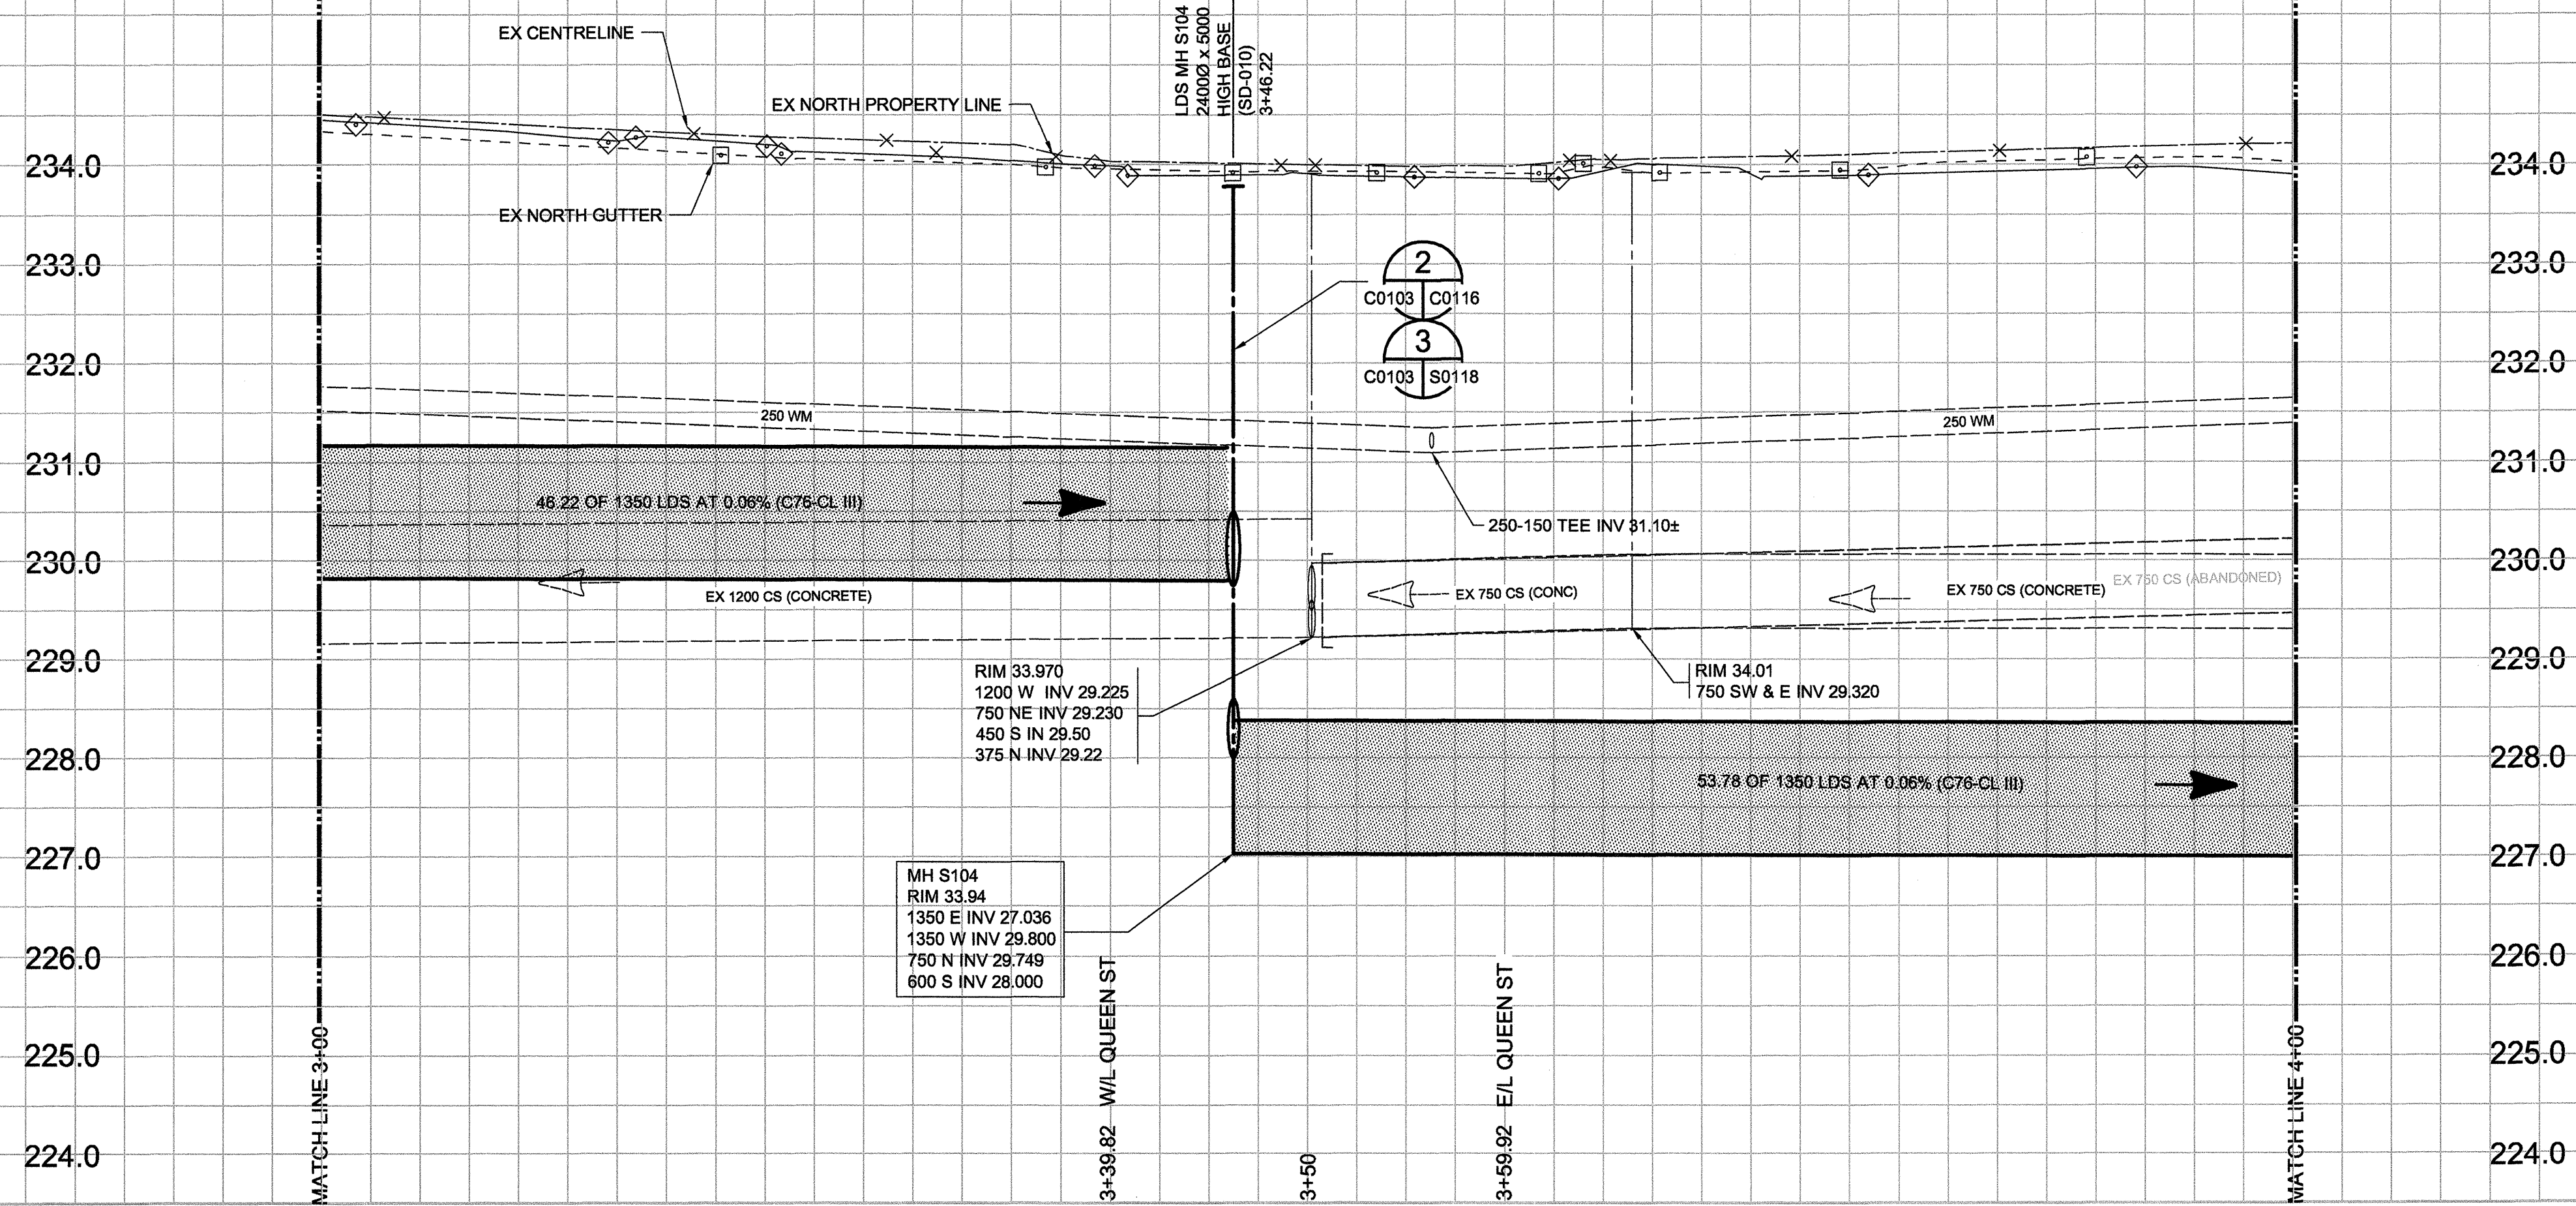 EX CENTRELINE
EX NORTH PROPERTY LINE
EX NORTH GUTTER
LDS MH S104
2400Ø x 5000
HIGH BASE
(SD-010)
3+46.22
234.0
234.0
233.0
233.0
2
C0103 C0116
3
C0103 S0118
232.0
232.0
250 WM
250 WM
231.0
231.0
46.22 OF 1350 LDS AT 0.06% (C76-CL III)
250-150 TEE INV 31.10±
230.0
230.0
EX 1200 CS (CONCRETE)
EX 750 CS (CONC)
EX 750 CS (CONCRETE)
EX 750 CS (ABANDONED)
229.0
229.0
RIM 33.970
1200 W INV 29.225
750 NE INV 29.230
450 S IN 29.50
375 N INV 29.22
RIM 34.01
750 SW & E INV 29.320
228.0
228.0
53.78 OF 1350 LDS AT 0.06% (C76-CL III)
227.0
227.0
MH S104
RIM 33.94
1350 E INV 27.036
1350 W INV 29.800
750 N INV 29.749
600 S INV 28.000
226.0
226.0
225.0
225.0
224.0
224.0
MATCH LINE 3+00
3+39.82 W/L QUEEN ST
3+50
3+59.92 E/L QUEEN ST
MATCH LINE 4+00